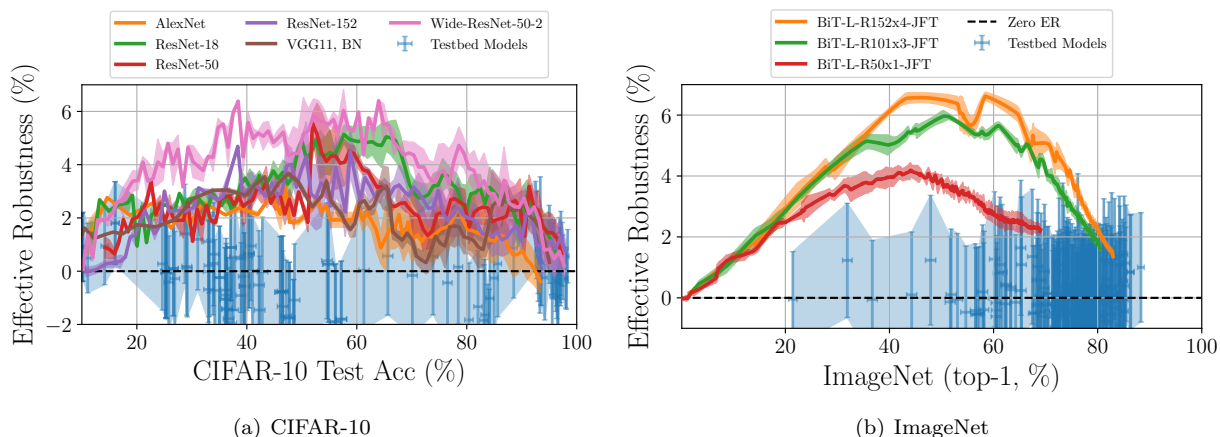 AlexNet
ResNet-18
ResNet-50
ResNet-152
VGG11, BN
Wide-ResNet-50-2
Testbed Models
Effective Robustness (%)
6
4
2
0
−2
20 40 60 80 100
CIFAR-10 Test Acc (%)
(a) CIFAR-10
BiT-L-R152x4-JFT
BiT-L-R101x3-JFT
BiT-L-R50x1-JFT
Zero ER
Testbed Models
Effective Robustness (%)
6
4
2
0
20 40 60 80 100
ImageNet (top-1, %)
(b) ImageNet